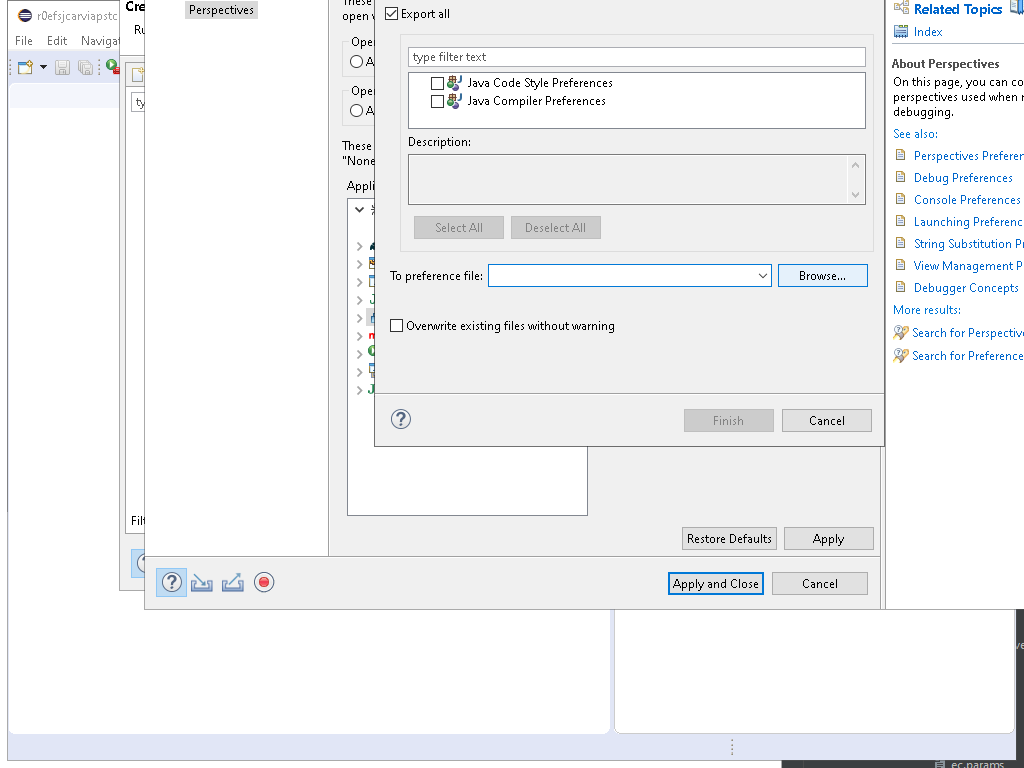 Perspectives
These
open w
Export all
Related Topics
Index
r0efsjcarviapstc
Cre
Ru
File Edit Navigat
Open
type filter text
Java Code Style Preferences
Java Compiler Preferences
About Perspectives
On this page, you can co
perspectives used when r
debugging.
See also:
Perspectives Preferen
Debug Preferences
Console Preferences
Launching Preferenc
String Substitution Pr
View Management P
Debugger Concepts
More results:
Search for Perspective
Search for Preference
ty
A
Open
A
These
"None
Appli
Description:
Select All Deselect All
To preference file: Browse...
Overwrite existing files without warning
Finish Cancel
Filt
Restore Defaults Apply
Apply and Close Cancel
ec.params